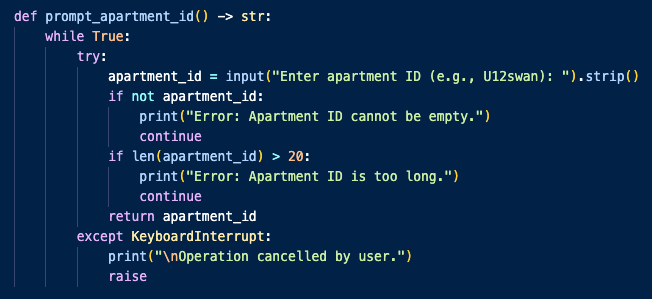 def prompt_apartment_id() -> str:
    while True:
        try:
            apartment_id = input("Enter apartment ID (e.g., U12swan): ").strip()
            if not apartment_id:
                print("Error: Apartment ID cannot be empty.")
                continue
            if len(apartment_id) > 20:
                print("Error: Apartment ID is too long.")
                continue
            return apartment_id
        except KeyboardInterrupt:
            print("\nOperation cancelled by user.")
            raise